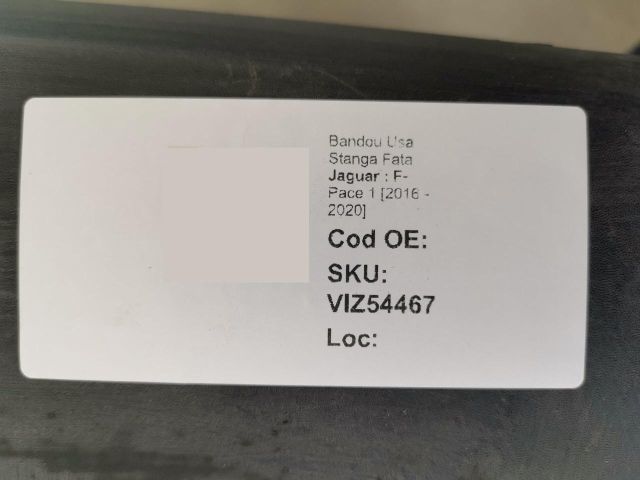 Bandou Usa
Stanga Fata
Jaguar : F-
Pace 1 [2016 -
2020]
Cod OE:
SKU:
VIZ54467
Loc: